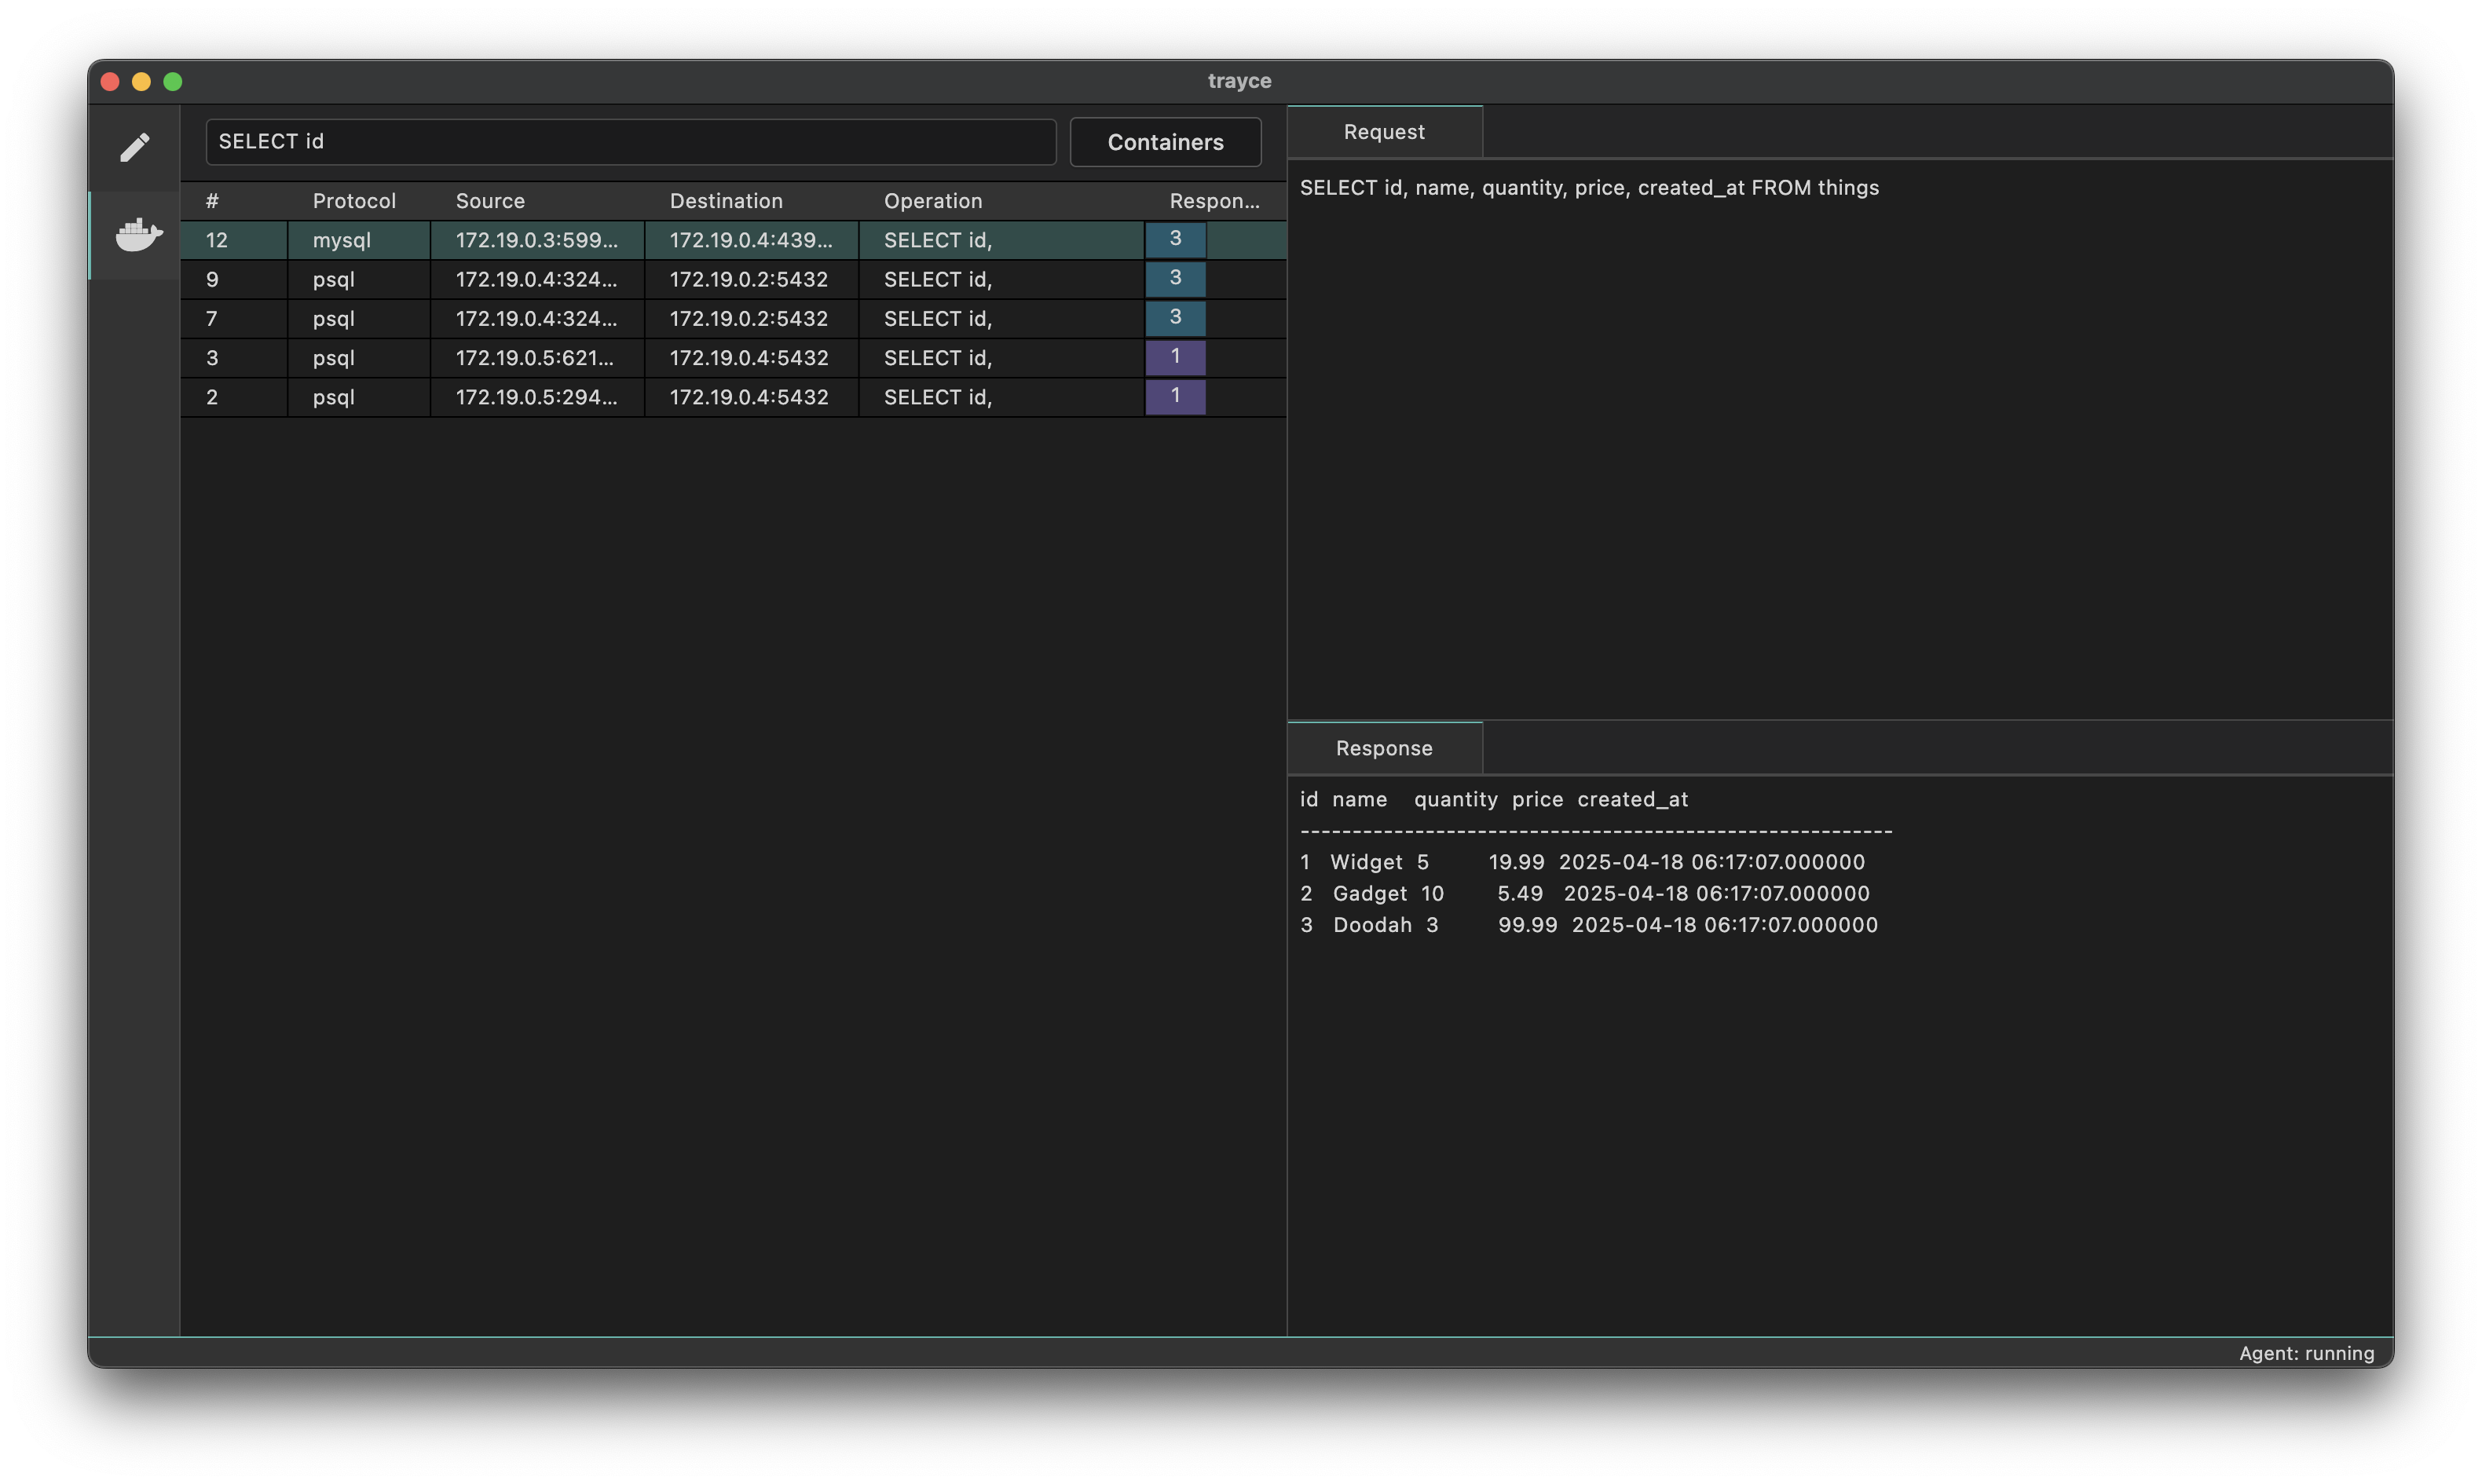 trayce
SELECT id
Containers
# Protocol Source Destination Operation Respon...
12 mysql 172.19.0.3:599... 172.19.0.4:439... SELECT id, 3
9 psql 172.19.0.4:324... 172.19.0.2:5432 SELECT id, 3
7 psql 172.19.0.4:324... 172.19.0.2:5432 SELECT id, 3
3 psql 172.19.0.5:621... 172.19.0.4:5432 SELECT id, 1
2 psql 172.19.0.5:294... 172.19.0.4:5432 SELECT id, 1
Request
SELECT id, name, quantity, price, created_at FROM things
Response
id name quantity price created_at
---------------------------------------------------------
1 Widget 5 19.99 2025-04-18 06:17:07.000000
2 Gadget 10 5.49 2025-04-18 06:17:07.000000
3 Doodah 3 99.99 2025-04-18 06:17:07.000000
Agent: running